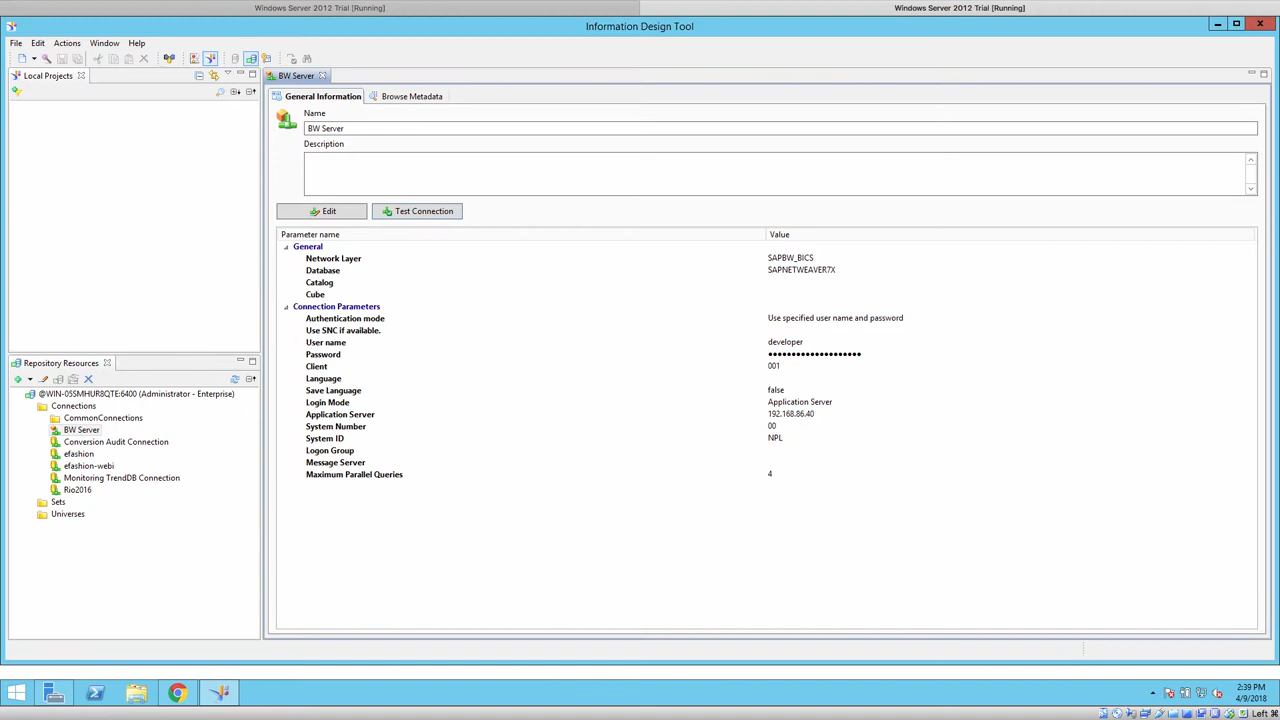 Windows Server 2012 Trial [Running]
Windows Server 2012 Trial [Running]
Information Design Tool
File Edit Actions Window Help
Local Projects
BW Server
General Information
Browse Metadata
Name
BW Server
Description
Edit
Test Connection
Parameter name Value
General
Network Layer SAPBW_BICS
Database SAPNETWEAVER7X
Catalog
Cube
Connection Parameters
Authentication mode Use specified user name and password
Use SNC if available.
User name developer
Password ••••••••••••••••••••
Client 001
Language
Save Language false
Login Mode Application Server
Application Server 192.168.86.40
System Number 00
System ID NPL
Logon Group
Message Server
Maximum Parallel Queries 4
Repository Resources
@WIN-05SMHUR8QTE:6400 (Administrator - Enterprise)
Connections
CommonConnections
BW Server
Conversion Audit Connection
efashion
efashion-webi
Monitoring TrendDB Connection
Rio2016
Sets
Universes
2:39 PM
4/9/2018
Left ⌘